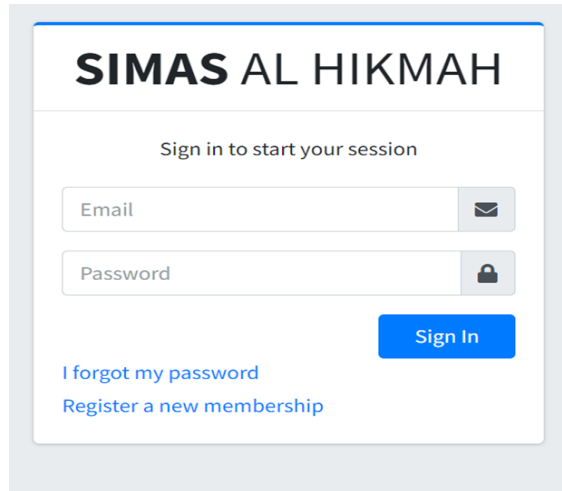 SIMAS AL HIKMAH
Sign in to start your session
Email
Password
Sign In
I forgot my password
Register a new membership